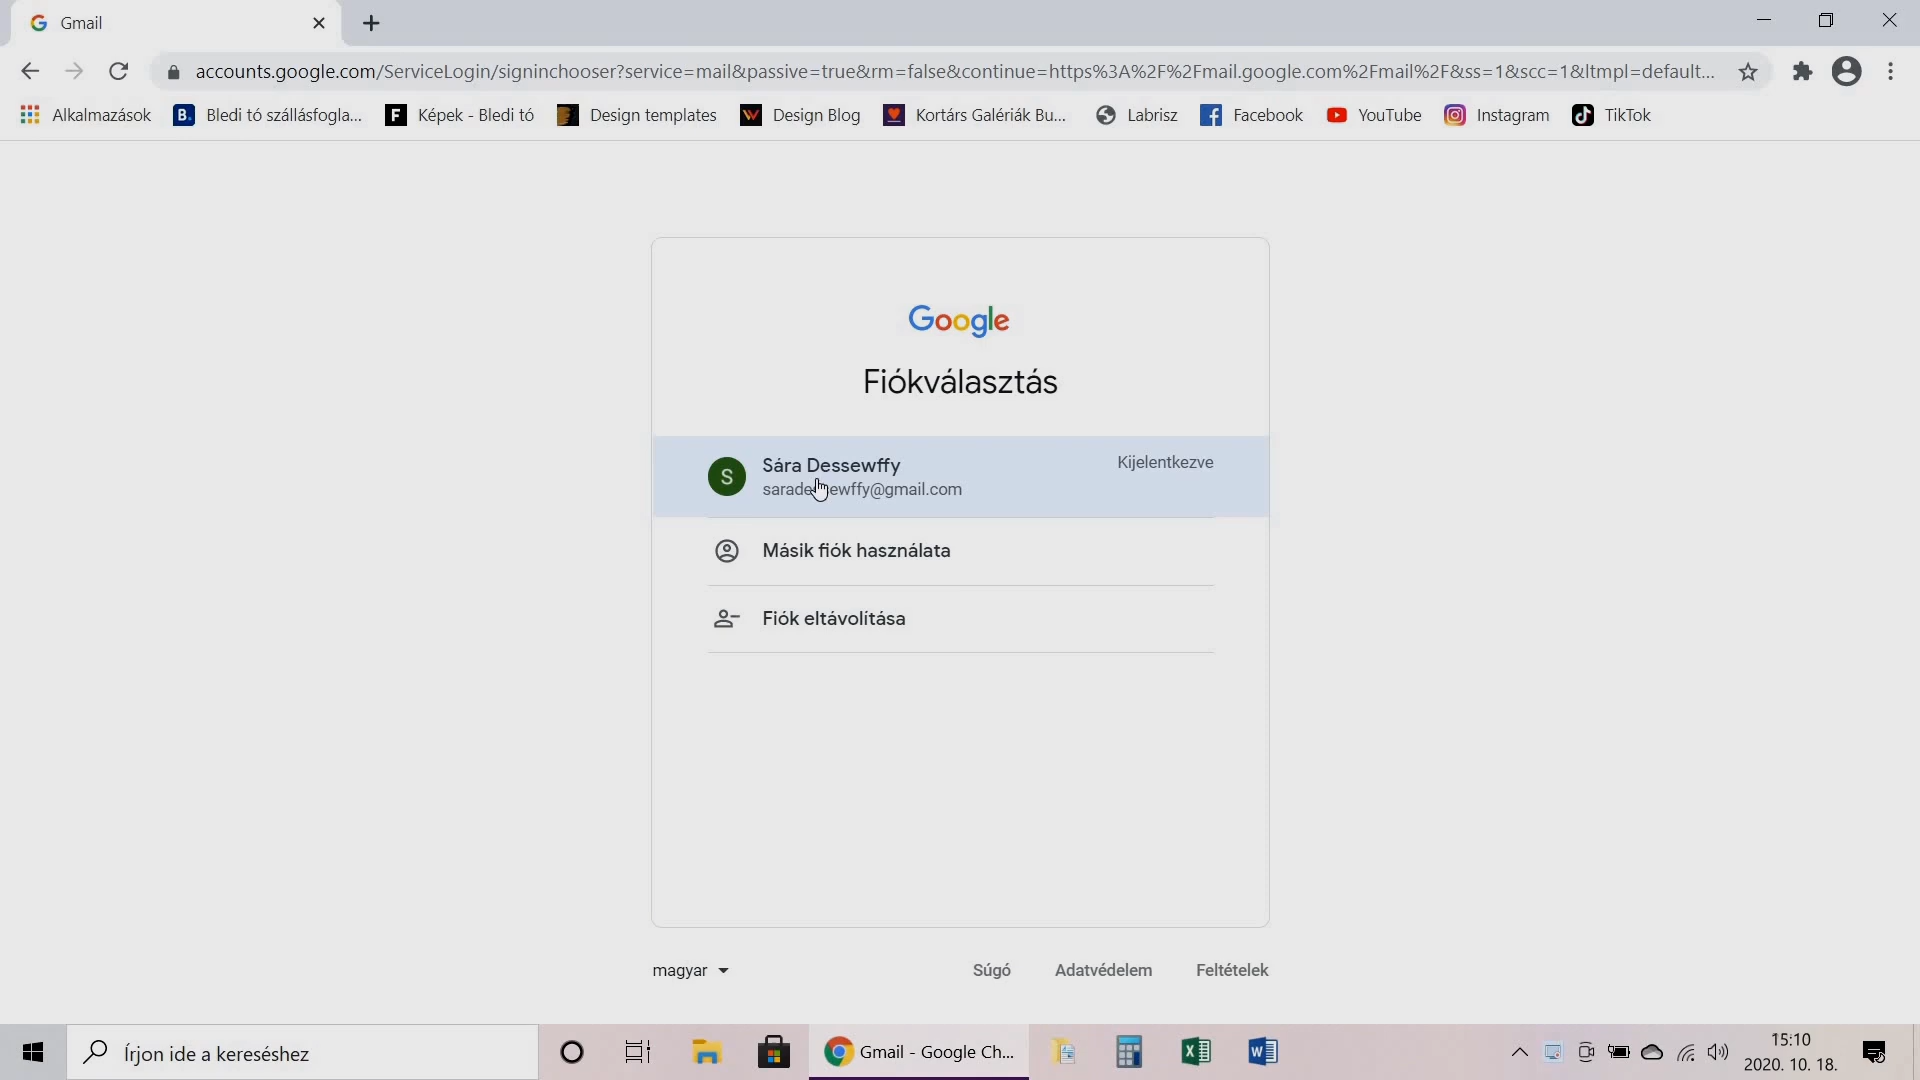 Gmail
accounts.google.com/ServiceLogin/signinchooser?service=mail&passive=true&rm=false&continue=https%3A%2F%2Fmail.google.com%2Fmail%2F&ss=1&scc=1&ltmpl=default...
Alkalmazások B. Bledi tó szállásfogla... F Képek - Bledi tó Design templates Design Blog Kortárs Galériák Bu... Labrisz Facebook YouTube Instagram TikTok
Google
Fiókválasztás
S Sára Dessewffy Kijelentkezve
Másik fiók használata
Fiók eltávolítása
magyar Súgó Adatvédelem Feltételek
Írjon ide a kereséshez Gmail - Google Ch... 15:10
2020. 10. 18.